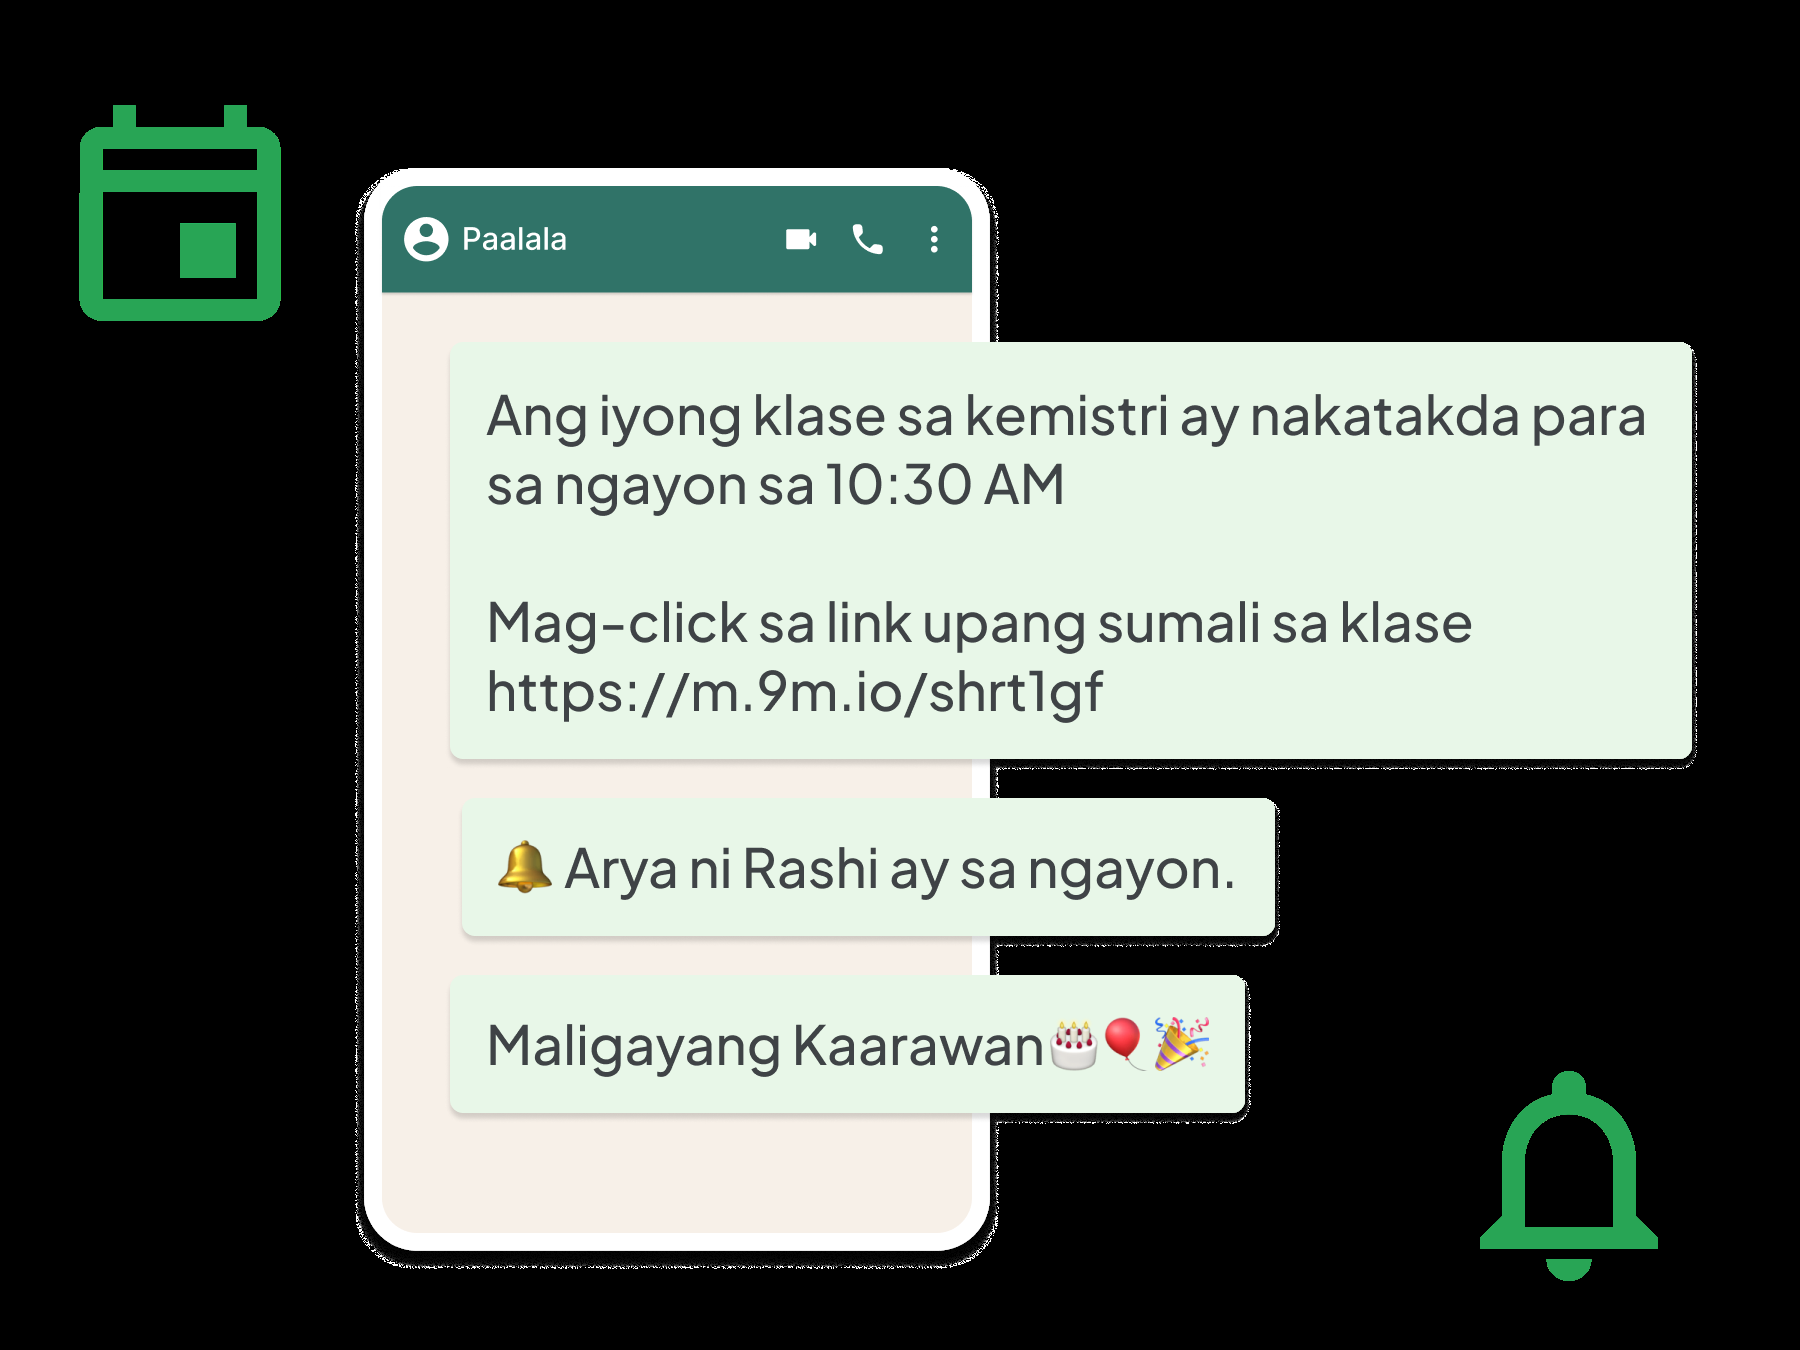 Paalala
Ang iyong klase sa kemistri ay nakatakda para
sa ngayon sa 10:30 AM
Mag-click sa link upang sumali sa klase
https://m.9m.io/shrt1gf
🔔 Arya ni Rashi ay sa ngayon.
Maligayang Kaarawan🎂🎈🎉